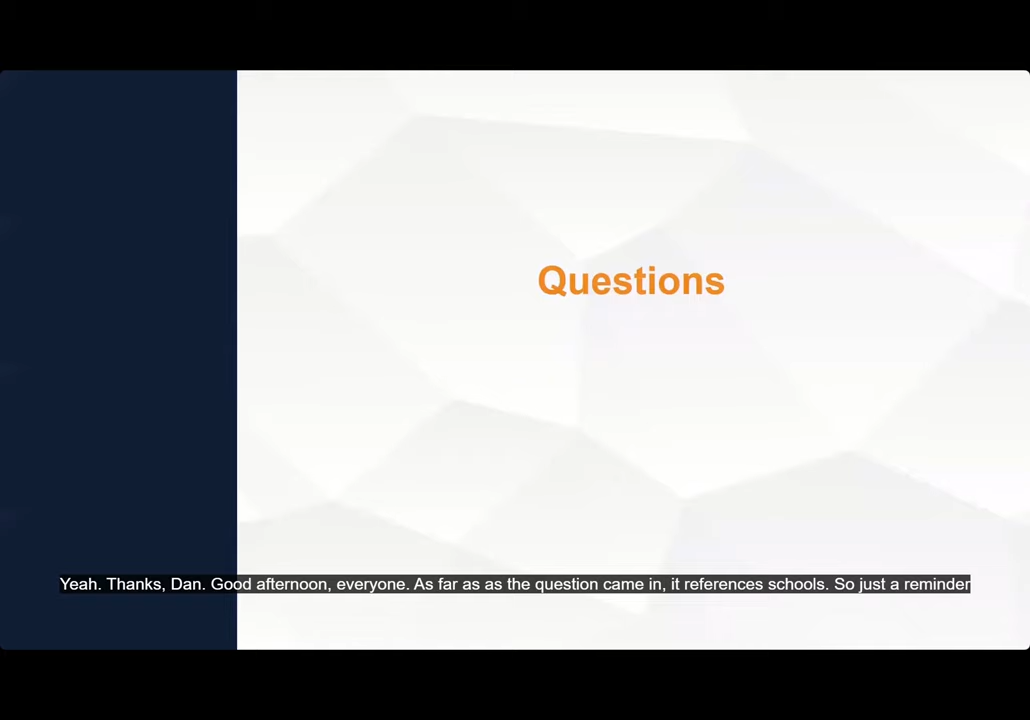 Questions
Yeah. Thanks, Dan. Good afternoon, everyone. As far as as the question came in, it references schools. So just a reminder